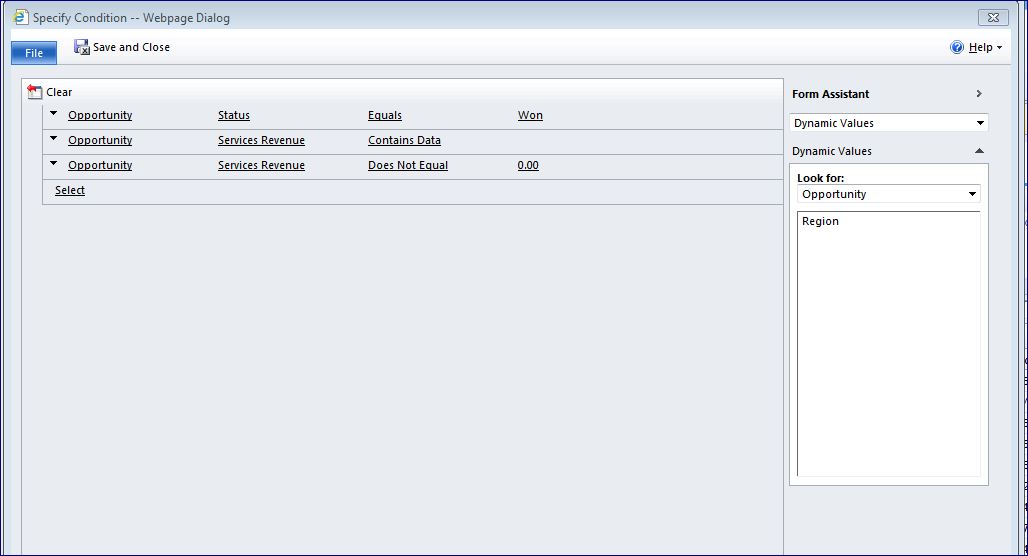 Specify Condition -- Webpage Dialog
File Save and Close Help
Clear
Opportunity Status Equals Won
Opportunity Services Revenue Contains Data
Opportunity Services Revenue Does Not Equal 0.00
Select
Form Assistant
Dynamic Values
Dynamic Values
Look for:
Opportunity
Region